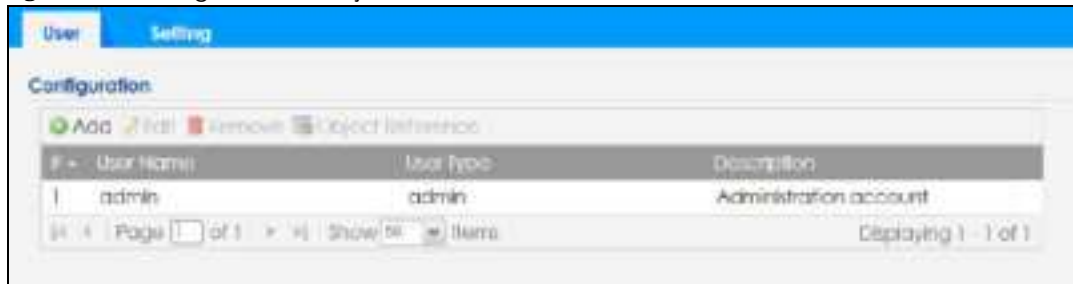 User Setting
Configuration
Add Edit Remove Object Reference
# User Name User Type Description
1 admin admin Administration account
Page 1 of 1 Show 50 Items Displaying 1 - 1 of 1